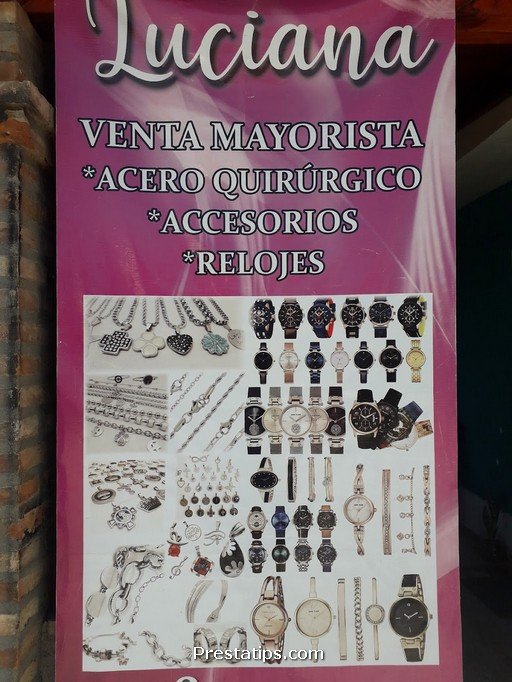 Luciana
VENTA MAYORISTA
*ACERO QUIRÚRGICO
*ACCESORIOS
*RELOJES
Prestatips.com